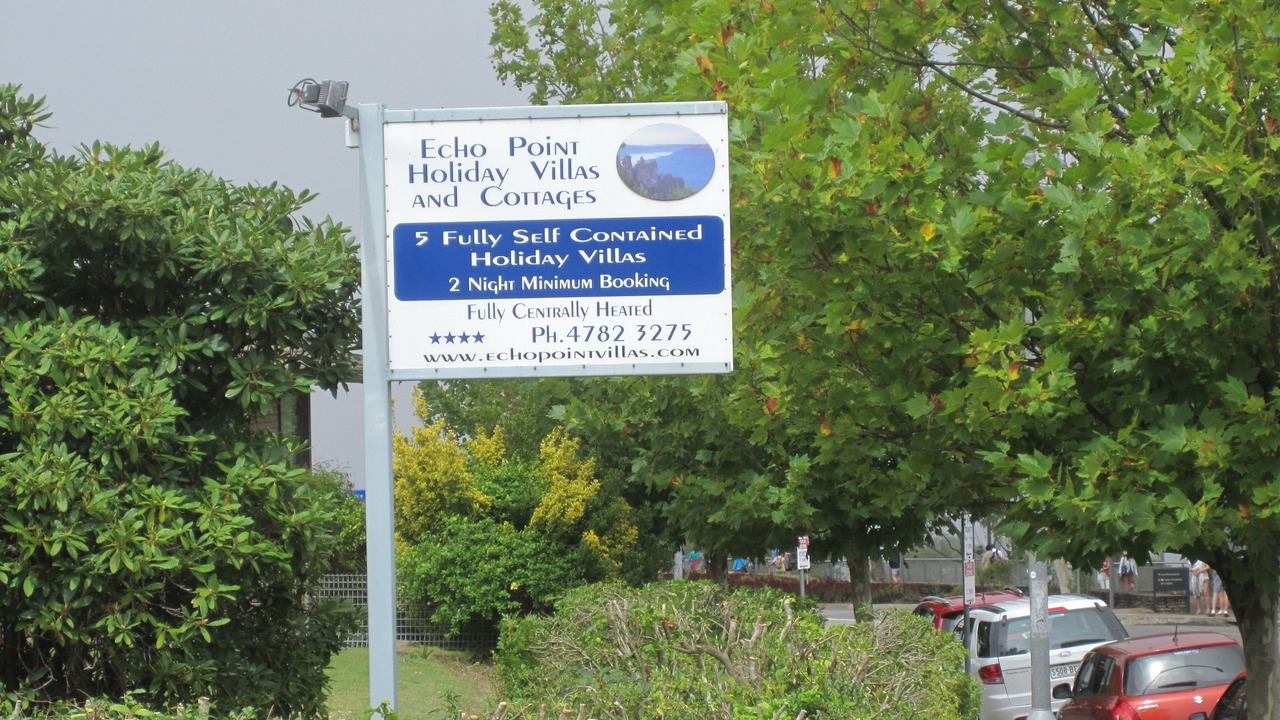 Echo Point
Holiday Villas
and Cottages
5 Fully Self Contained
Holiday Villas
2 Night Minimum Booking
Fully Centrally Heated
★★★★ Ph. 4782 3275
www.echopointvillas.com